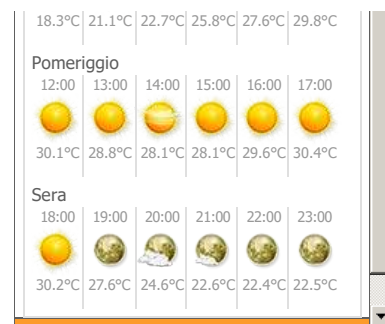 18.3°C 21.1°C 22.7°C 25.8°C 27.6°C 29.8°C
Pomeriggio
12:00 13:00 14:00 15:00 16:00 17:00
30.1°C 28.8°C 28.1°C 28.1°C 29.6°C 30.4°C
Sera
18:00 19:00 20:00 21:00 22:00 23:00
30.2°C 27.6°C 24.6°C 22.6°C 22.4°C 22.5°C